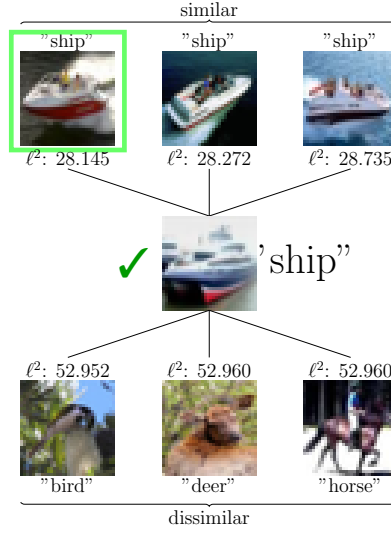 similar
"ship" "ship" "ship"
ℓ²: 28.145 ℓ²: 28.272 ℓ²: 28.735
✓ 'ship"
ℓ²: 52.952 ℓ²: 52.960 ℓ²: 52.960
"bird" "deer" "horse"
dissimilar